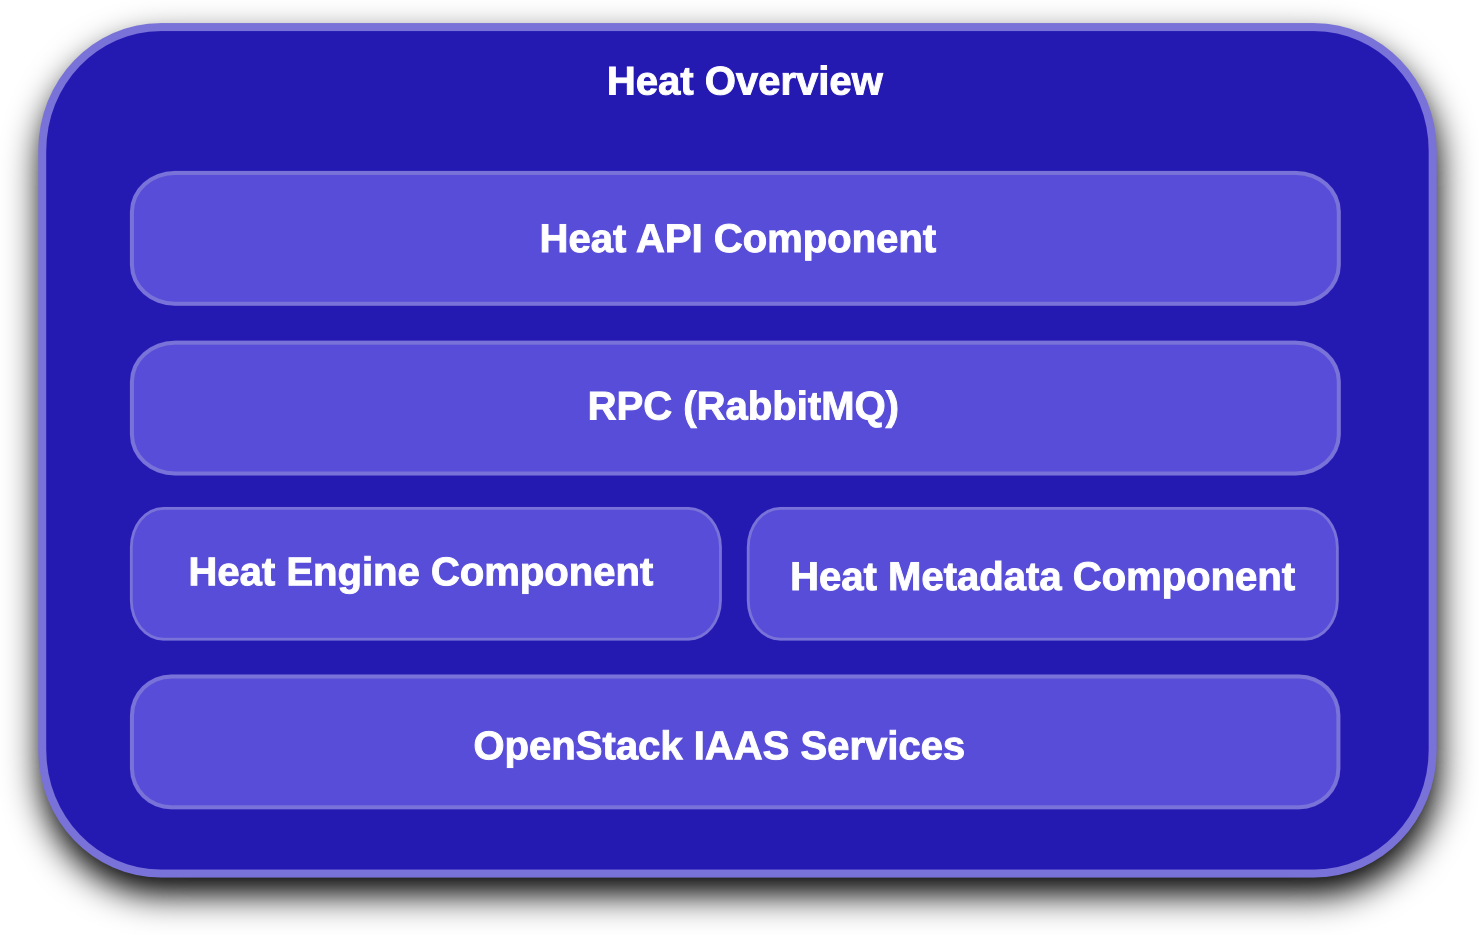 Heat Overview
Heat API Component
RPC (RabbitMQ)
Heat Engine Component
Heat Metadata Component
OpenStack IAAS Services